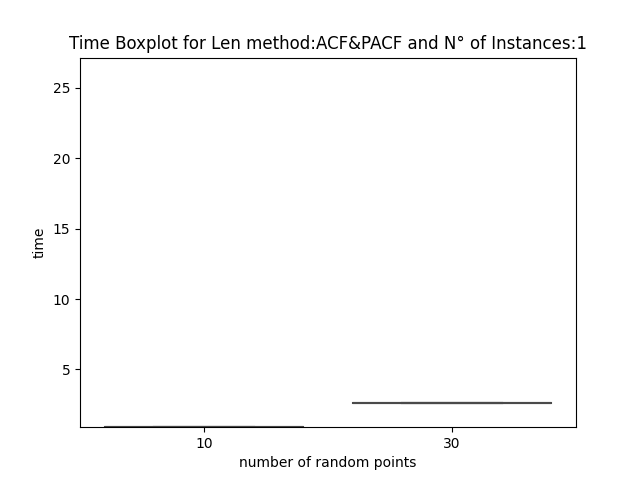 Time Boxplot for Len method:ACF&PACF and N° of Instances:1
25
20
15
10
5
time
10 30
number of random points